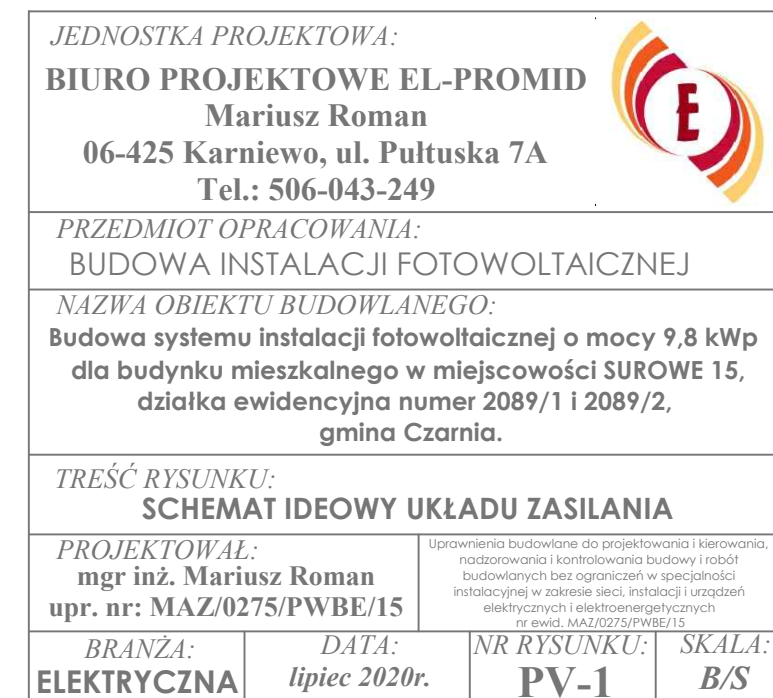 JEDNOSTKA PROJEKTOWA:
BIURO PROJEKTOWE EL-PROMID
Mariusz Roman
06-425 Karniewo, ul. Pułtuska 7A
Tel.: 506-043-249
E
PRZEDMIOT OPRACOWANIA:
BUDOWA INSTALACJI FOTOWOLTAICZNEJ
NAZWA OBIEKTU BUDOWLANEGO:
Budowa systemu instalacji fotowoltaicznej o mocy 9,8 kWp
dla budynku mieszkalnego w miejscowości SUROWE 15,
działka ewidencyjna numer 2089/1 i 2089/2,
gmina Czarnia.
TREŚĆ RYSUNKU:
SCHEMAT IDEOWY UKŁADU ZASILANIA
PROJEKTOWAŁ:
mgr inż. Mariusz Roman
upr. nr: MAZ/0275/PWBE/15
Uprawnienia budowlane do projektowania i kierowania,
nadzorowania i kontrolowania budowy i robót
budowlanych bez ograniczeń w specjalności
instalacyjnej w zakresie sieci, instalacji i urządzeń
elektrycznych i elektroenergetycznych
nr ewid. MAZ/0275/PWBE/15
BRANŻA:
ELEKTRYCZNA
DATA:
lipiec 2020r.
NR RYSUNKU:
PV-1
SKALA:
B/S